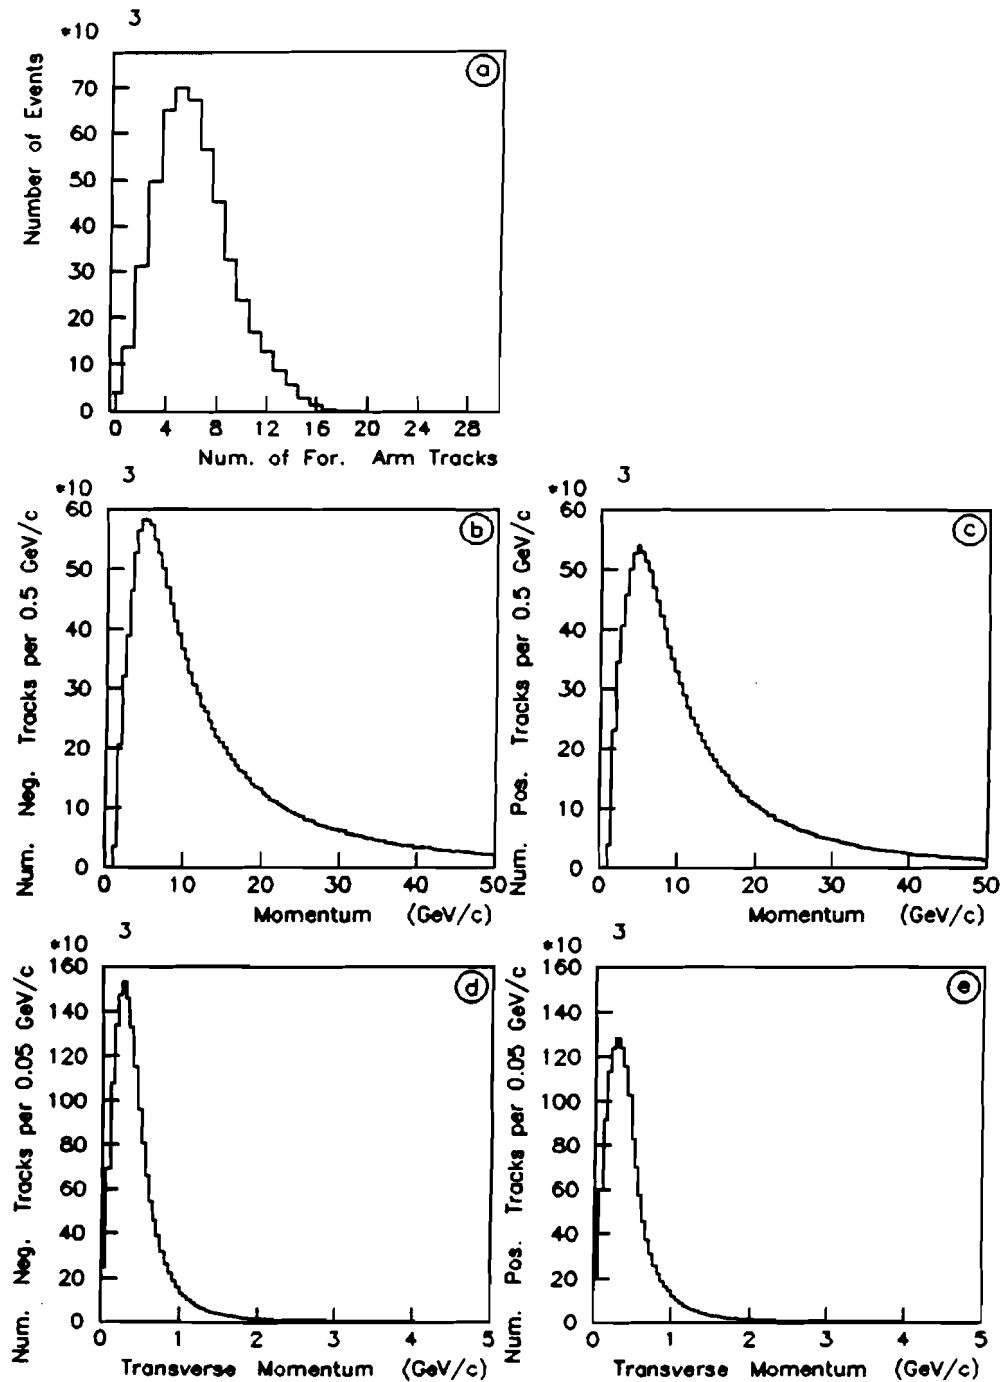 *10 3
a
Number of Events
70
60
50
40
30
20
10
0
0 4 8 12 16 20 24 28
Num. of For. Arm Tracks
*10 3
b
Num. Neg. Tracks per 0.5 GeV/c
60
50
40
30
20
10
0
0 10 20 30 40 50
Momentum (GeV/c)
*10 3
c
Num. Pos. Tracks per 0.5 GeV/c
60
50
40
30
20
10
0
0 10 20 30 40 50
Momentum (GeV/c)
*10 3
d
Num. Neg. Tracks per 0.05 GeV/c
160
140
120
100
80
60
40
20
0
0 1 2 3 4 5
Transverse Momentum (GeV/c)
*10 3
e
Num. Pos. Tracks per 0.05 GeV/c
160
140
120
100
80
60
40
20
0
0 1 2 3 4 5
Transverse Momentum (GeV/c)